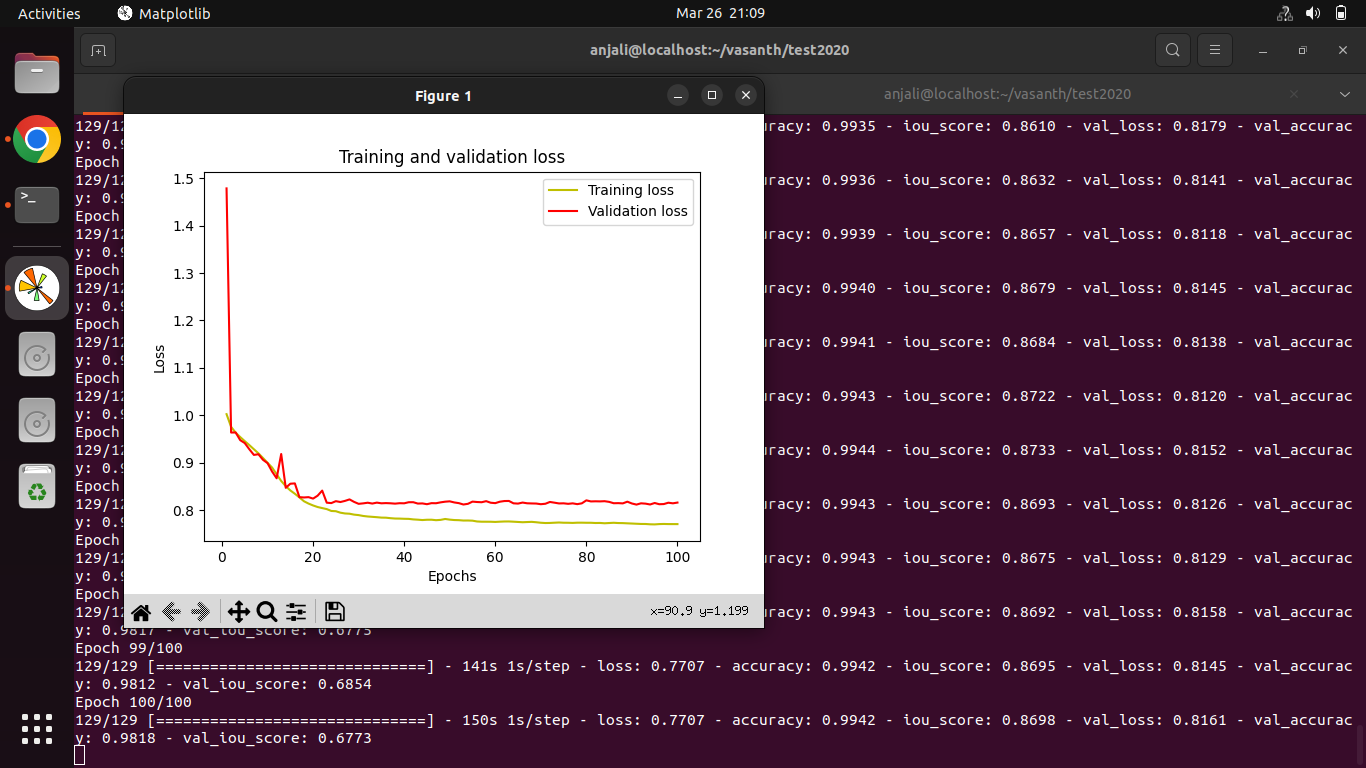 Activities
Matplotlib
Mar 26 21:09
anjali@localhost:~/vasanth/test2020
anjali@localhost:~/vasanth/test2020
Figure 1
Training and validation loss
Training loss
Validation loss
1.5
1.4
1.3
1.2
1.1
1.0
0.9
0.8
Loss
0 20 40 60 80 100
Epochs
x=90.9 y=1.199
129/12 uracy: 0.9935 - iou_score: 0.8610 - val_loss: 0.8179 - val_accurac
y: 0.9
Epoch
129/12 uracy: 0.9936 - iou_score: 0.8632 - val_loss: 0.8141 - val_accurac
y: 0.9
Epoch
129/12 uracy: 0.9939 - iou_score: 0.8657 - val_loss: 0.8118 - val_accurac
y: 0.9
Epoch
129/12 uracy: 0.9940 - iou_score: 0.8679 - val_loss: 0.8145 - val_accurac
y: 0.9
Epoch
129/12 uracy: 0.9941 - iou_score: 0.8684 - val_loss: 0.8138 - val_accurac
y: 0.9
Epoch
129/12 uracy: 0.9943 - iou_score: 0.8722 - val_loss: 0.8120 - val_accurac
y: 0.9
Epoch
129/12 uracy: 0.9944 - iou_score: 0.8733 - val_loss: 0.8152 - val_accurac
y: 0.9
Epoch
129/12 uracy: 0.9943 - iou_score: 0.8693 - val_loss: 0.8126 - val_accurac
y: 0.9
Epoch
129/12 uracy: 0.9943 - iou_score: 0.8675 - val_loss: 0.8129 - val_accurac
y: 0.9
Epoch
129/12 uracy: 0.9943 - iou_score: 0.8692 - val_loss: 0.8158 - val_accurac
y: 0.9817 - val_iou_score: 0.6775
Epoch 99/100
129/129 [==============================] - 141s 1s/step - loss: 0.7707 - accuracy: 0.9942 - iou_score: 0.8695 - val_loss: 0.8145 - val_accurac
y: 0.9812 - val_iou_score: 0.6854
Epoch 100/100
129/129 [==============================] - 150s 1s/step - loss: 0.7707 - accuracy: 0.9942 - iou_score: 0.8698 - val_loss: 0.8161 - val_accurac
y: 0.9818 - val_iou_score: 0.6773